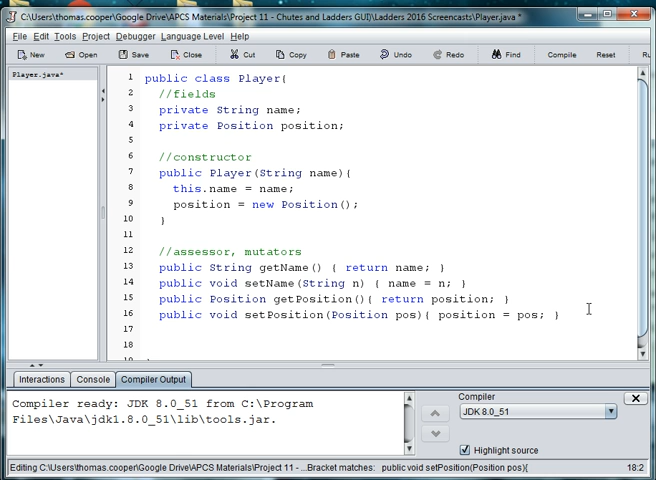 C:\Users\thomas.cooper\Google Drive\APCS Materials\Project 11 - Chutes and Ladders GUI)\Ladders 2016 Screencasts\Player.java *
File Edit Tools Project Debugger Language Level Help
New Open Save Close Cut Copy Paste Undo Redo Find Compile Reset Ru
Player.java*
1 public class Player{
2 //fields
3 private String name;
4 private Position position;
5
6 //constructor
7 public Player(String name){
8 this.name = name;
9 position = new Position();
10 }
11
12 //assessor, mutators
13 public String getName() { return name; }
14 public void setName(String n) { name = n; }
15 public Position getPosition(){ return position; }
16 public void setPosition(Position pos){ position = pos; }
17
18
Interactions Console Compiler Output
Compiler ready: JDK 8.0_51 from C:\Program
Files\Java\jdk1.8.0_51\lib\tools.jar.
Compiler
JDK 8.0_51
Highlight source
Editing C:\Users\thomas.cooper\Google Drive\APCS Materials\Project 11 - ...Bracket matches: public void setPosition(Position pos){ 18:2